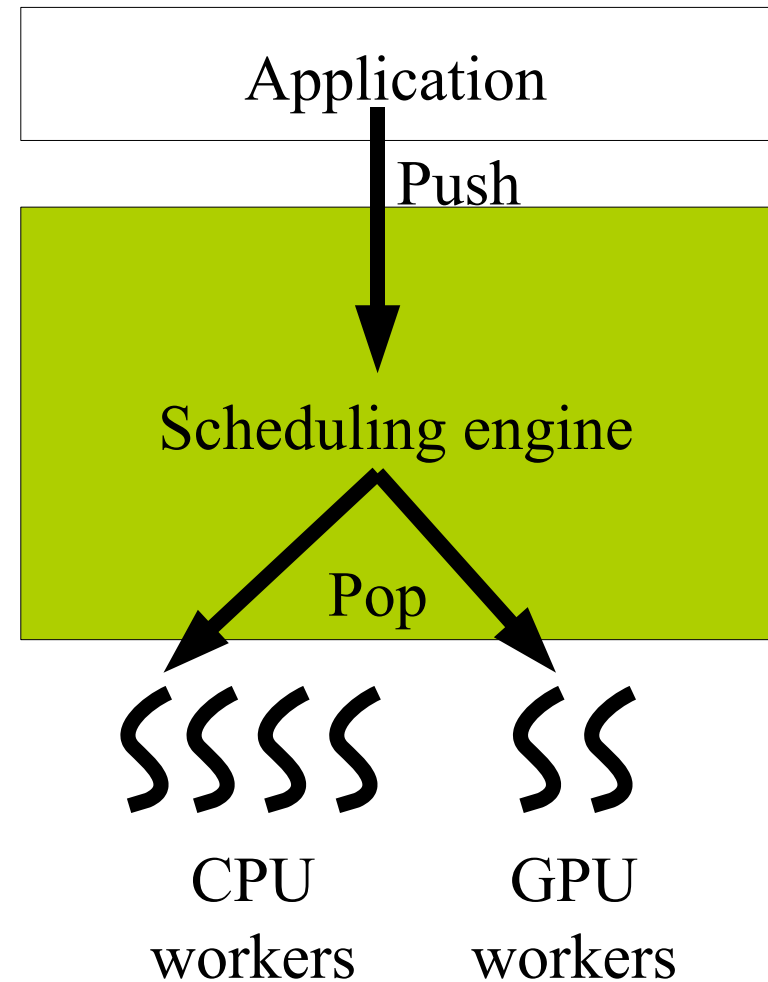 Application
Push
Scheduling engine
Pop
CPU
workers
GPU
workers